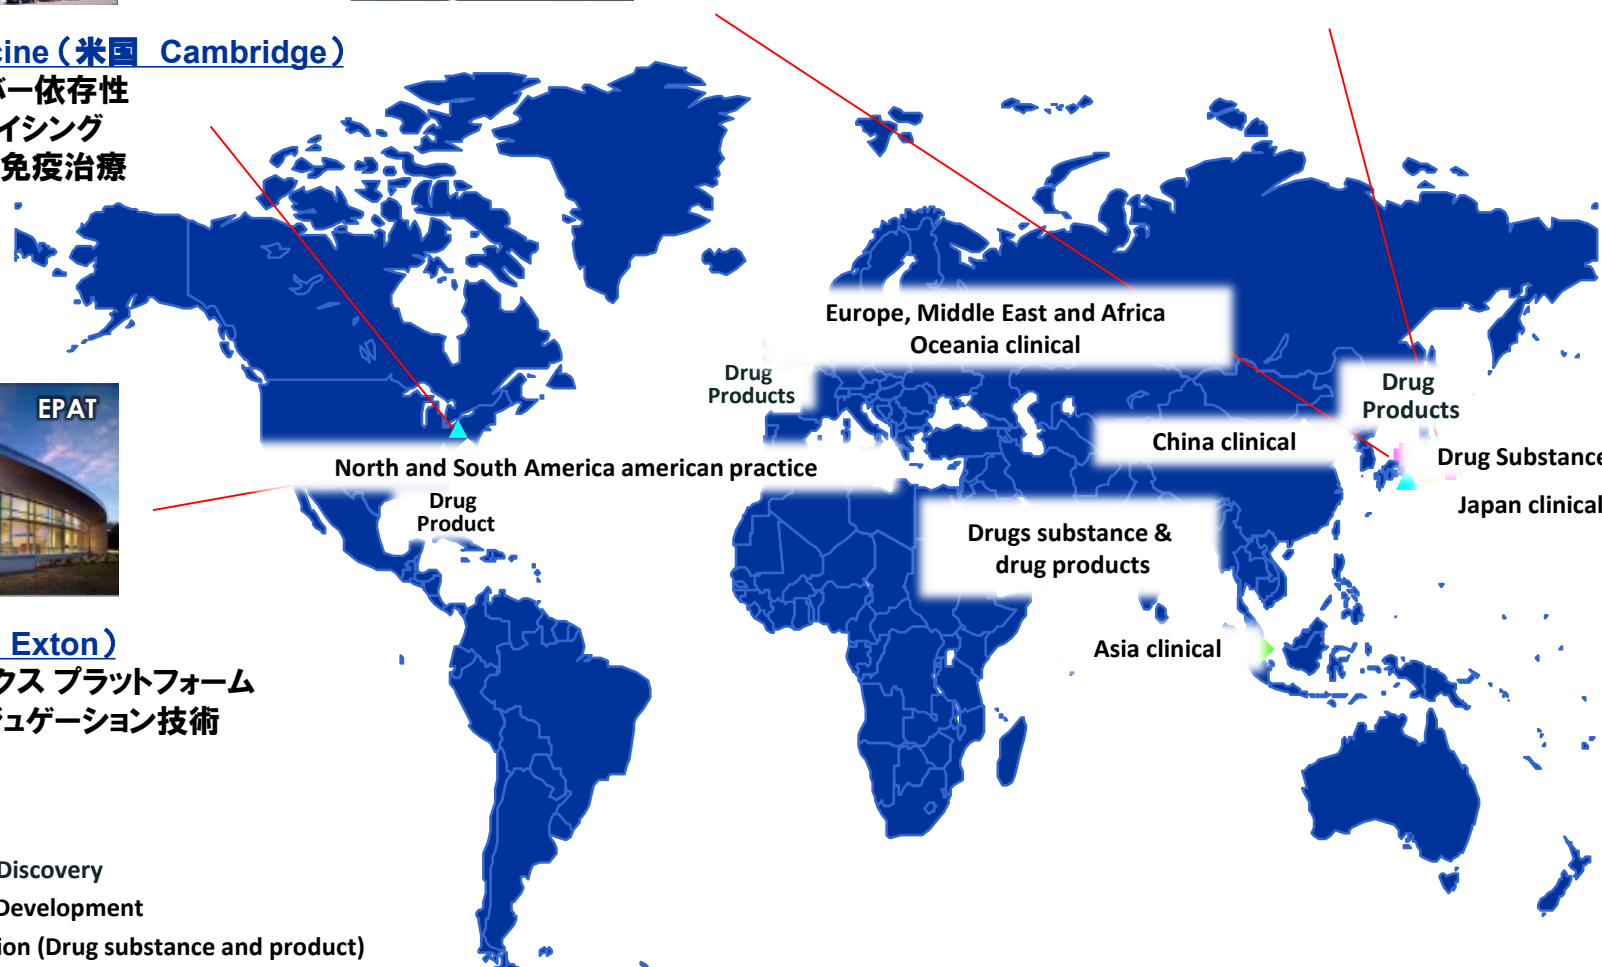 cine（米国　Cambridge）
バー依存性
イシング
免疫治療
EPAT
Exton）
クス プラットフォーム
ジュゲーション技術
Europe, Middle East and Africa
Oceania clinical
Drug
Products
Drug
Products
China clinical
Drug Substance
Japan clinical
North and South America american practice
Drug
Product
Drugs substance &
drug products
Asia clinical
Discovery
Development
ion (Drug substance and product)